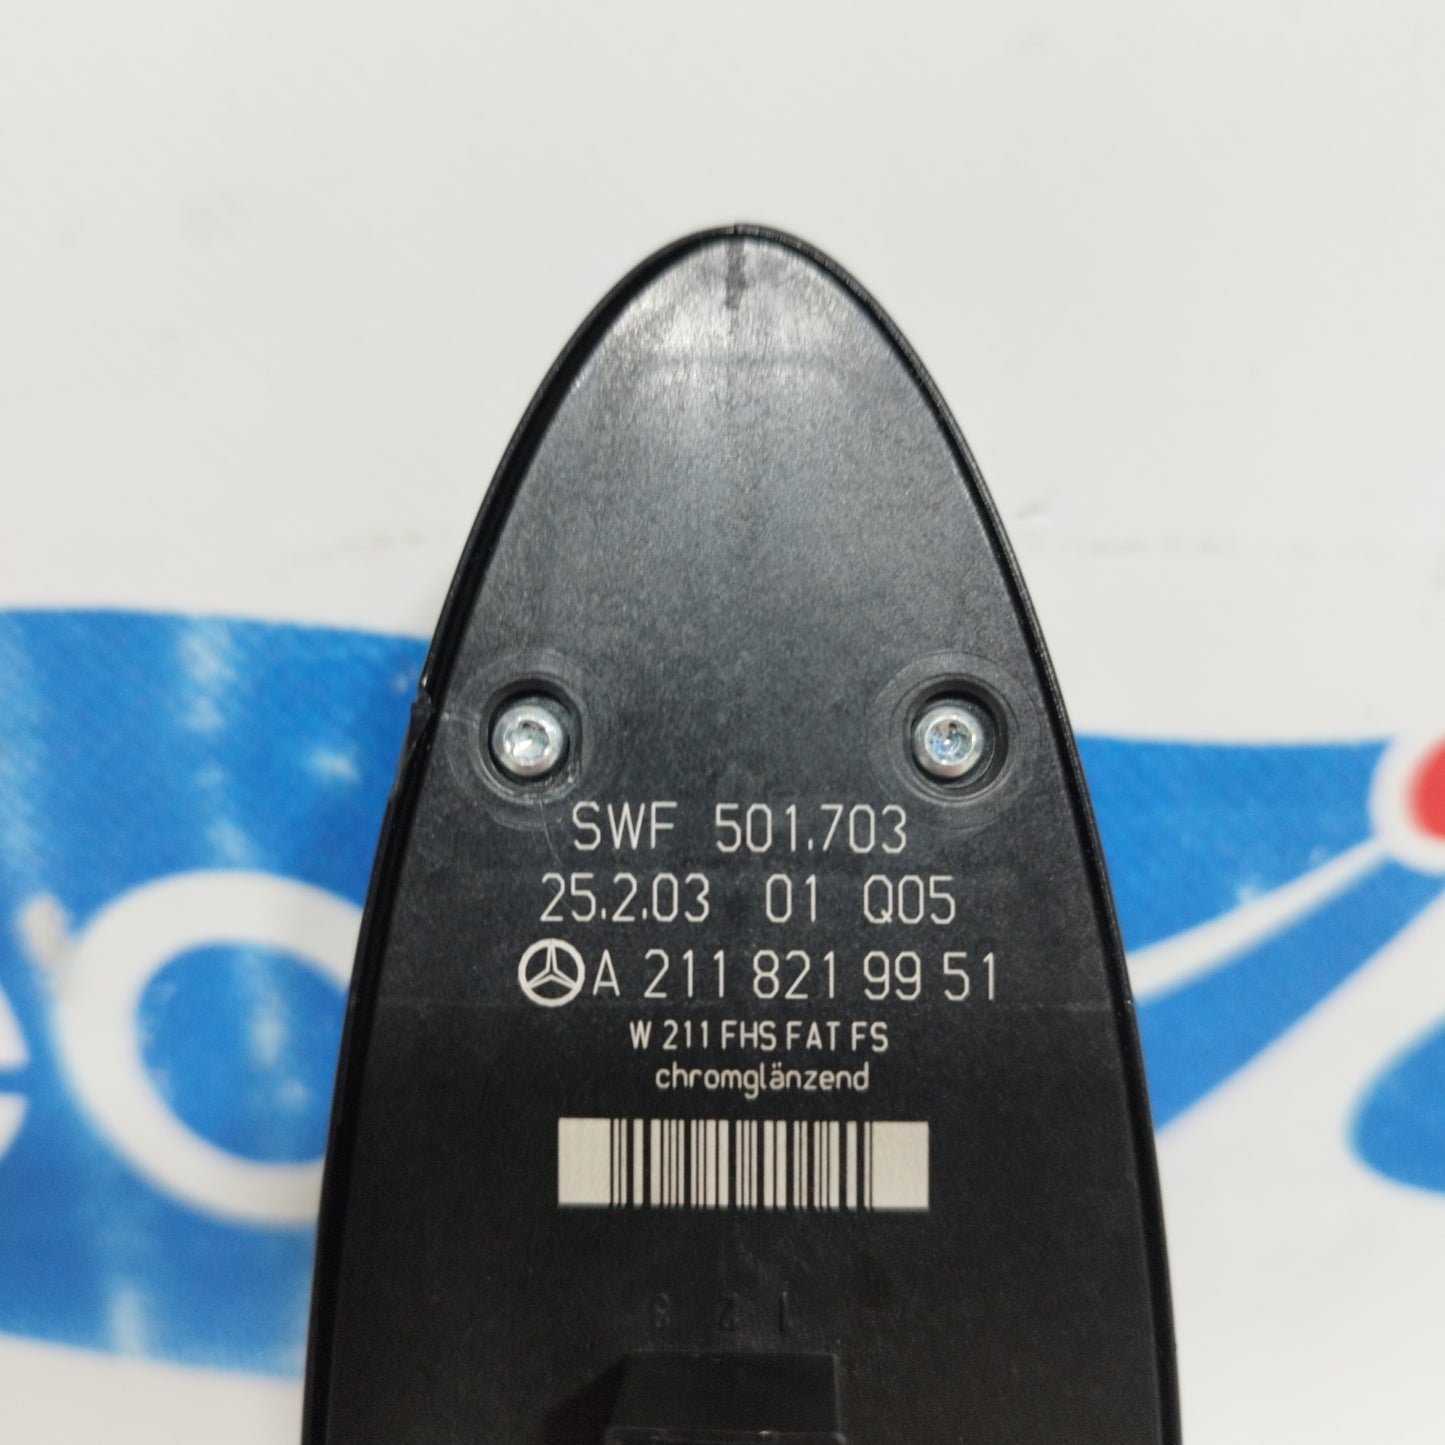 SWF 501.703
25.2.03 01 Q05
A 211 821 99 51
W 211 FHS FAT FS
chromglänzend